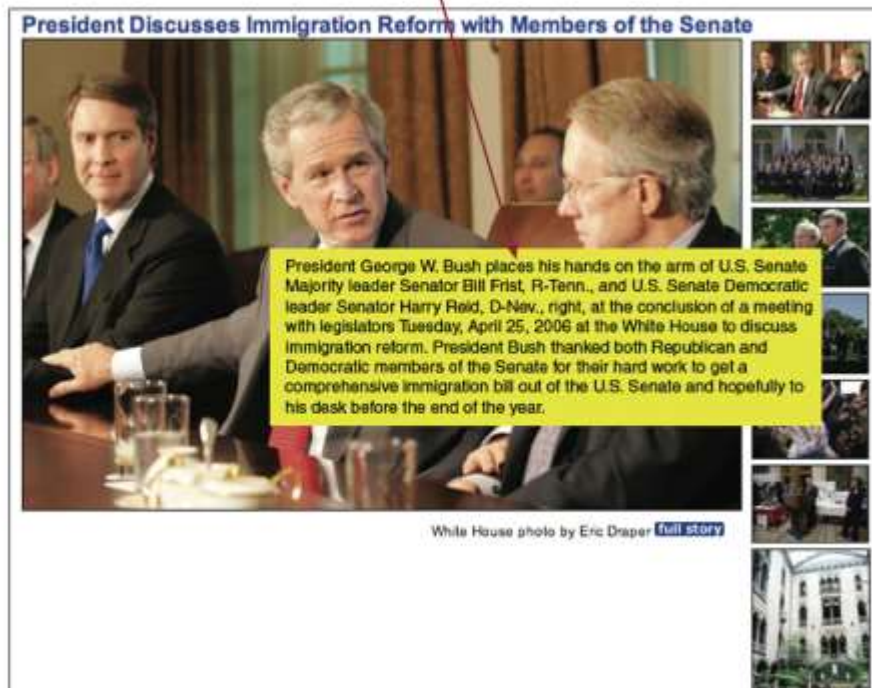 President Discusses Immigration Reform with Members of the Senate
President George W. Bush places his hands on the arm of U.S. Senate
Majority leader Senator Bill Frist, R-Tenn., and U.S. Senate Democratic
leader Senator Harry Reid, D-Nev., right, at the conclusion of a meeting
with legislators Tuesday, April 25, 2006 at the White House to discuss
immigration reform. President Bush thanked both Republican and
Democratic members of the Senate for their hard work to get a
comprehensive immigration bill out of the U.S. Senate and hopefully to
his desk before the end of the year.
White House photo by Eric Draper full story